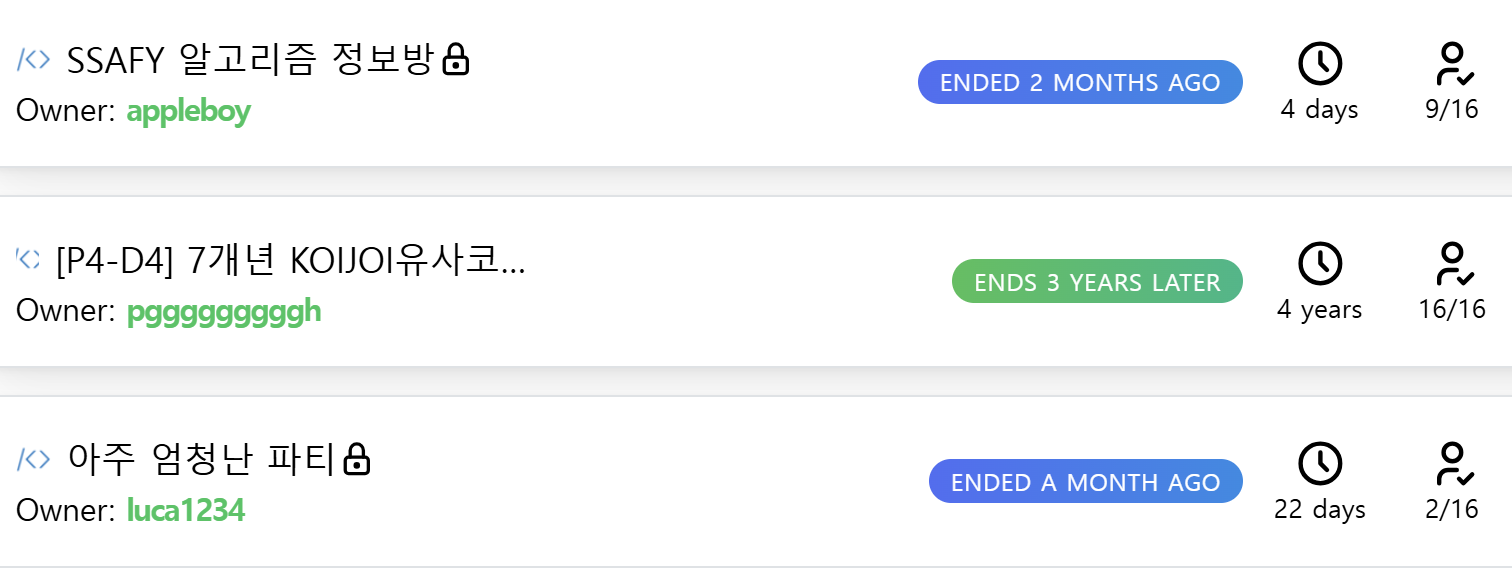 /<> SSAFY 알고리즘 정보방
Owner: appleboy
ENDED 2 MONTHS AGO
4 days
9/16
/<> [P4-D4] 7개년 KOIJOI유사코...
Owner: pggggggggggh
ENDS 3 YEARS LATER
4 years
16/16
/<> 아주 엄청난 파티
Owner: luca1234
ENDED A MONTH AGO
22 days
2/16